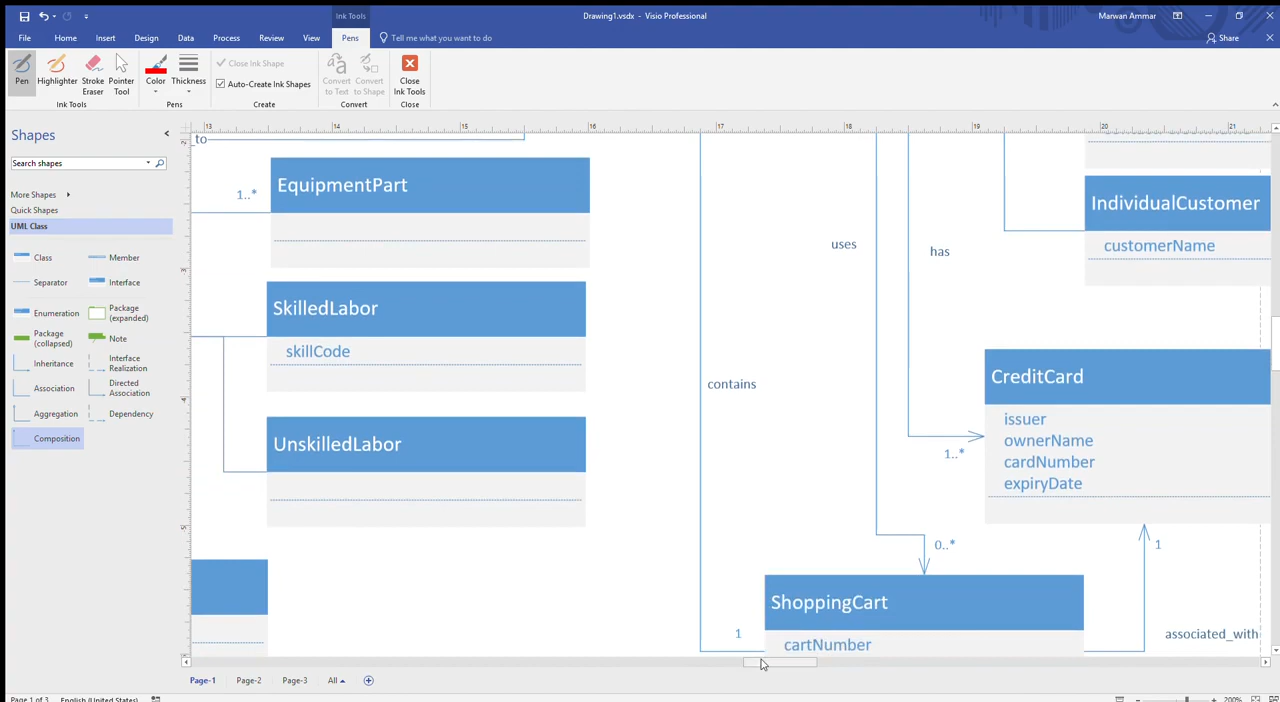 Ink Tools
Drawing1.vsdx - Visio Professional
Marwan Ammar
File
Home
Insert
Design
Data
Process
Review
View
Pens
Tell me what you want to do
Share
Pen
Highlighter
Stroke
Eraser
Pointer
Tool
Color
Thickness
Close Ink Shape
Auto-Create Ink Shapes
Convert
to Text
Convert
to Shape
Close
Ink Tools
Ink Tools
Pens
Create
Convert
Close
Shapes
Search shapes
More Shapes
Quick Shapes
UML Class
Class
Member
Separator
Interface
Enumeration
Package
(expanded)
Package
(collapsed)
Note
Inheritance
Interface
Realization
Association
Directed
Association
Aggregation
Dependency
Composition
13
14
15
16
17
18
19
20
21
to
1..*
EquipmentPart
SkilledLabor
skillCode
UnskilledLabor
uses
has
contains
IndividualCustomer
customerName
CreditCard
issuer
ownerName
cardNumber
expiryDate
1..*
0..*
1
ShoppingCart
cartNumber
1
associated_with
Page-1
Page-2
Page-3
All
Page 1 of 3
English (United States)
200%